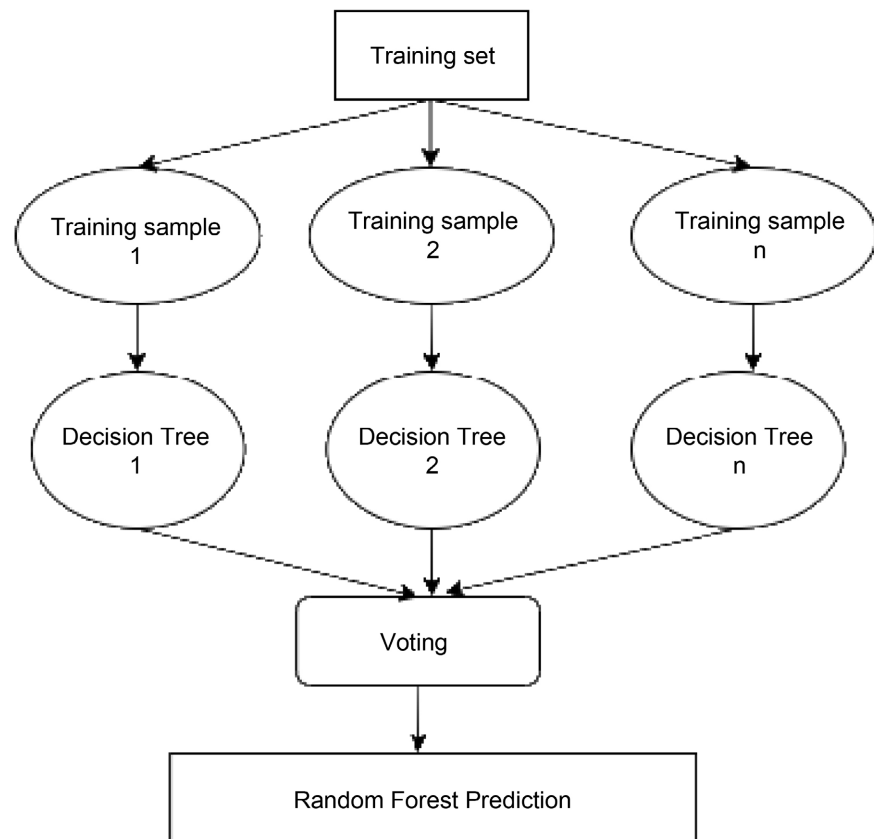 Training set
Training sample
1
Training sample
2
Training sample
n
Decision Tree
1
Decision Tree
2
Decision Tree
n
Voting
Random Forest Prediction